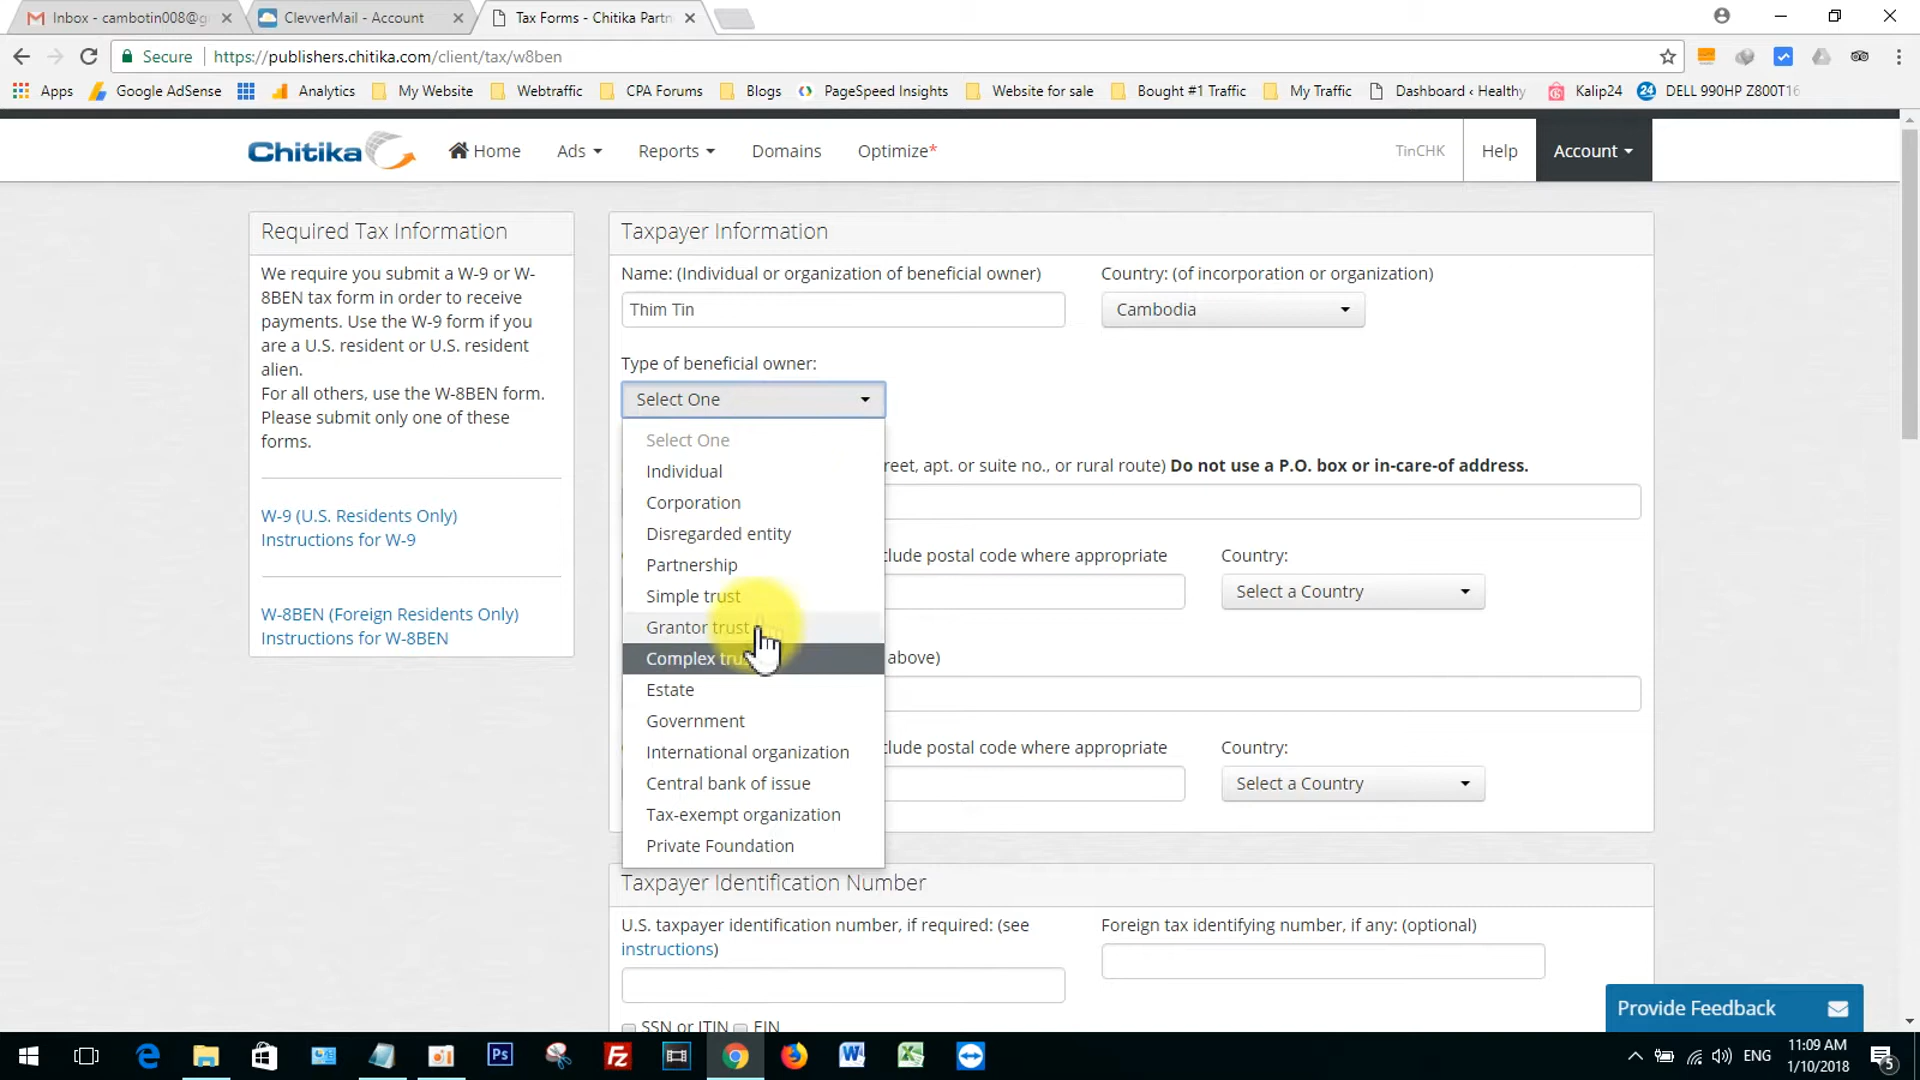 Inbox - cambotin008@g
ClevverMail - Account
Tax Forms - Chitika Partn
Secure
https://publishers.chitika.com/client/tax/w8ben
Apps
Google AdSense
Analytics
My Website
Webtraffic
CPA Forums
Blogs
PageSpeed Insights
Website for sale
Bought #1 Traffic
My Traffic
Dashboard ‹ Healthy
Kalip24
24
DELL 990HP Z800T16
Chitika
Home
Ads
Reports
Domains
Optimize*
TinCHK
Help
Account
Required Tax Information
We require you submit a W-9 or W-
8BEN tax form in order to receive
payments. Use the W-9 form if you
are a U.S. resident or U.S. resident
alien.
For all others, use the W-8BEN form.
Please submit only one of these
forms.
W-9 (U.S. Residents Only)
Instructions for W-9
W-8BEN (Foreign Residents Only)
Instructions for W-8BEN
Taxpayer Information
Name: (Individual or organization of beneficial owner)
Country: (of incorporation or organization)
Thim Tin
Cambodia
Type of beneficial owner:
Select One
Select One
Individual
Corporation
Disregarded entity
Partnership
Simple trust
Grantor trust
Complex
Estate
Government
International organization
Central bank of issue
Tax-exempt organization
Private Foundation
reet, apt. or suite no., or rural route) Do not use a P.O. box or in-care-of address.
clude postal code where appropriate
Country:
Select a Country
above)
clude postal code where appropriate
Country:
Select a Country
Taxpayer Identification Number
U.S. taxpayer identification number, if required: (see
instructions)
Foreign tax identifying number, if any: (optional)
SSN or ITIN
EIN
Provide Feedback
Ps
Fz
ENG
11:09 AM
1/10/2018
5